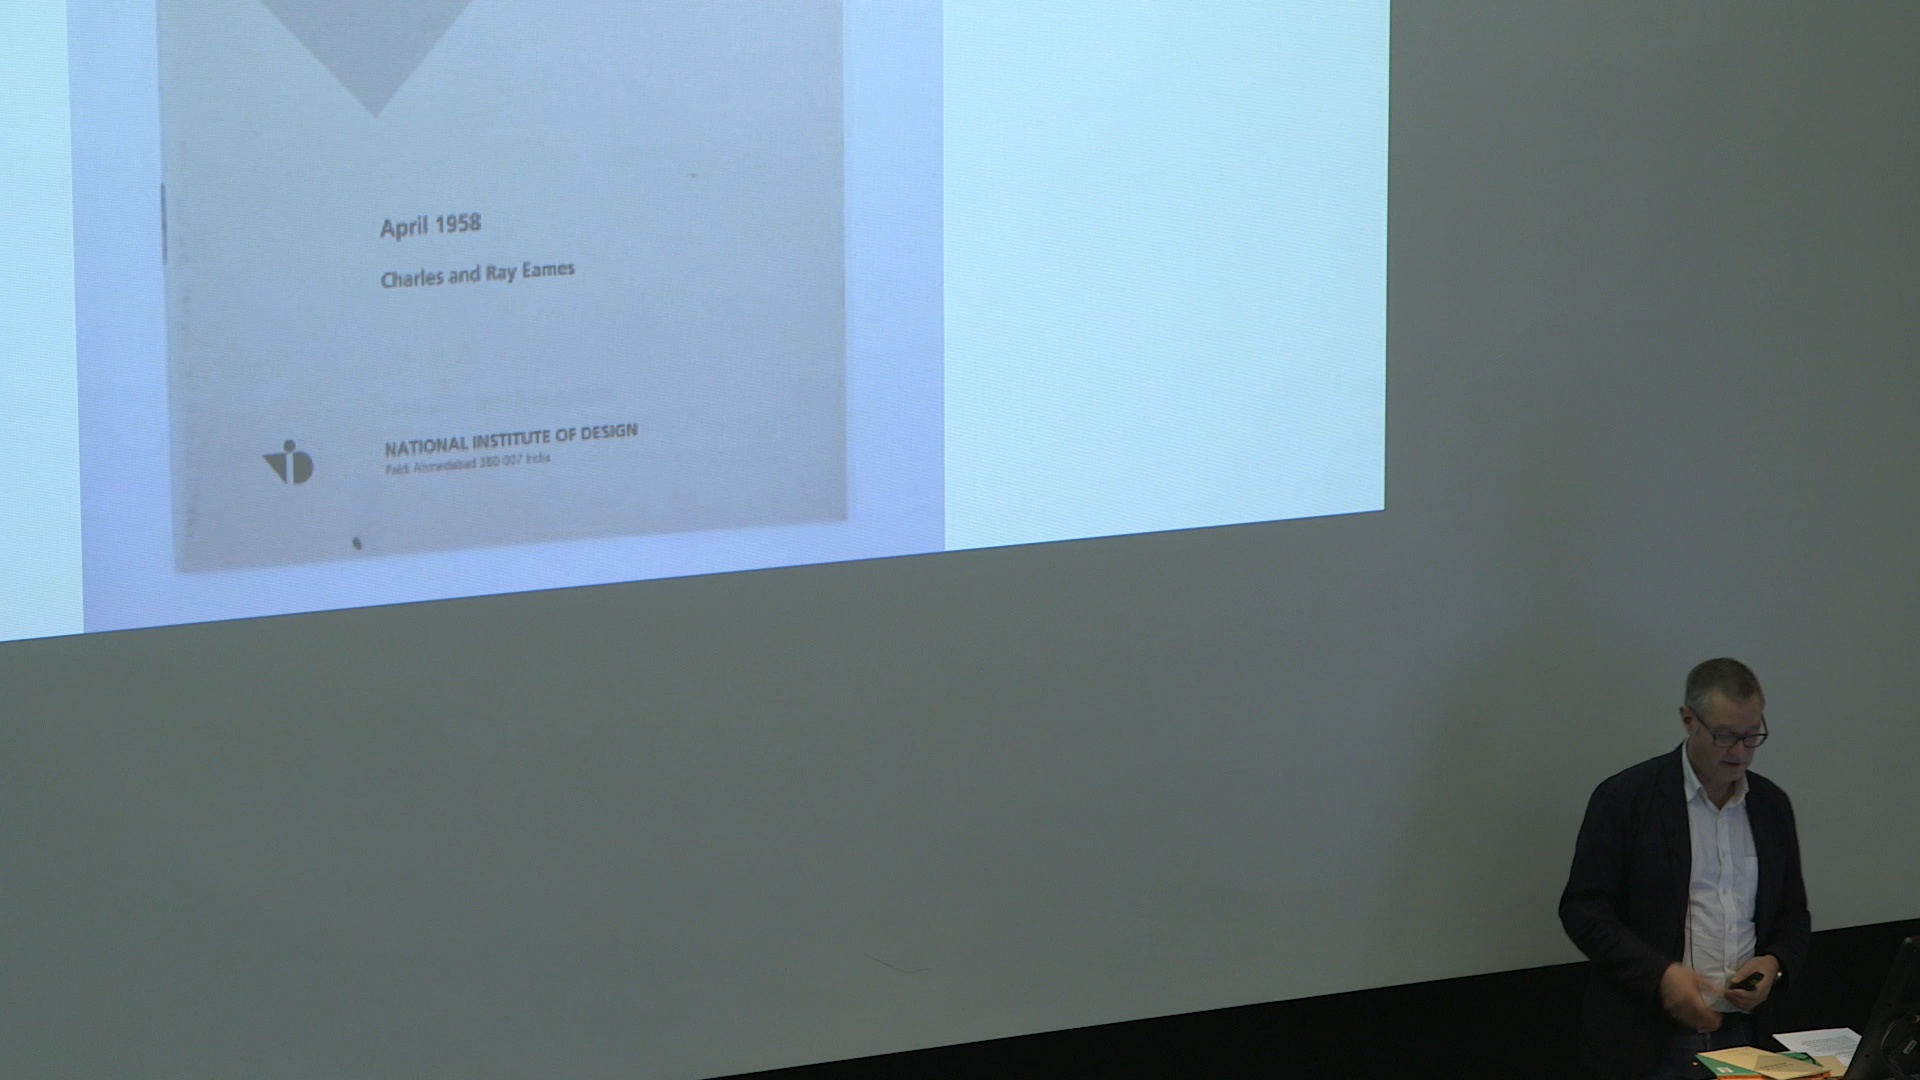 April 1958
Charles and Ray Eames
NATIONAL INSTITUTE OF DESIGN
Paldi Ahmedabad 380 007 India